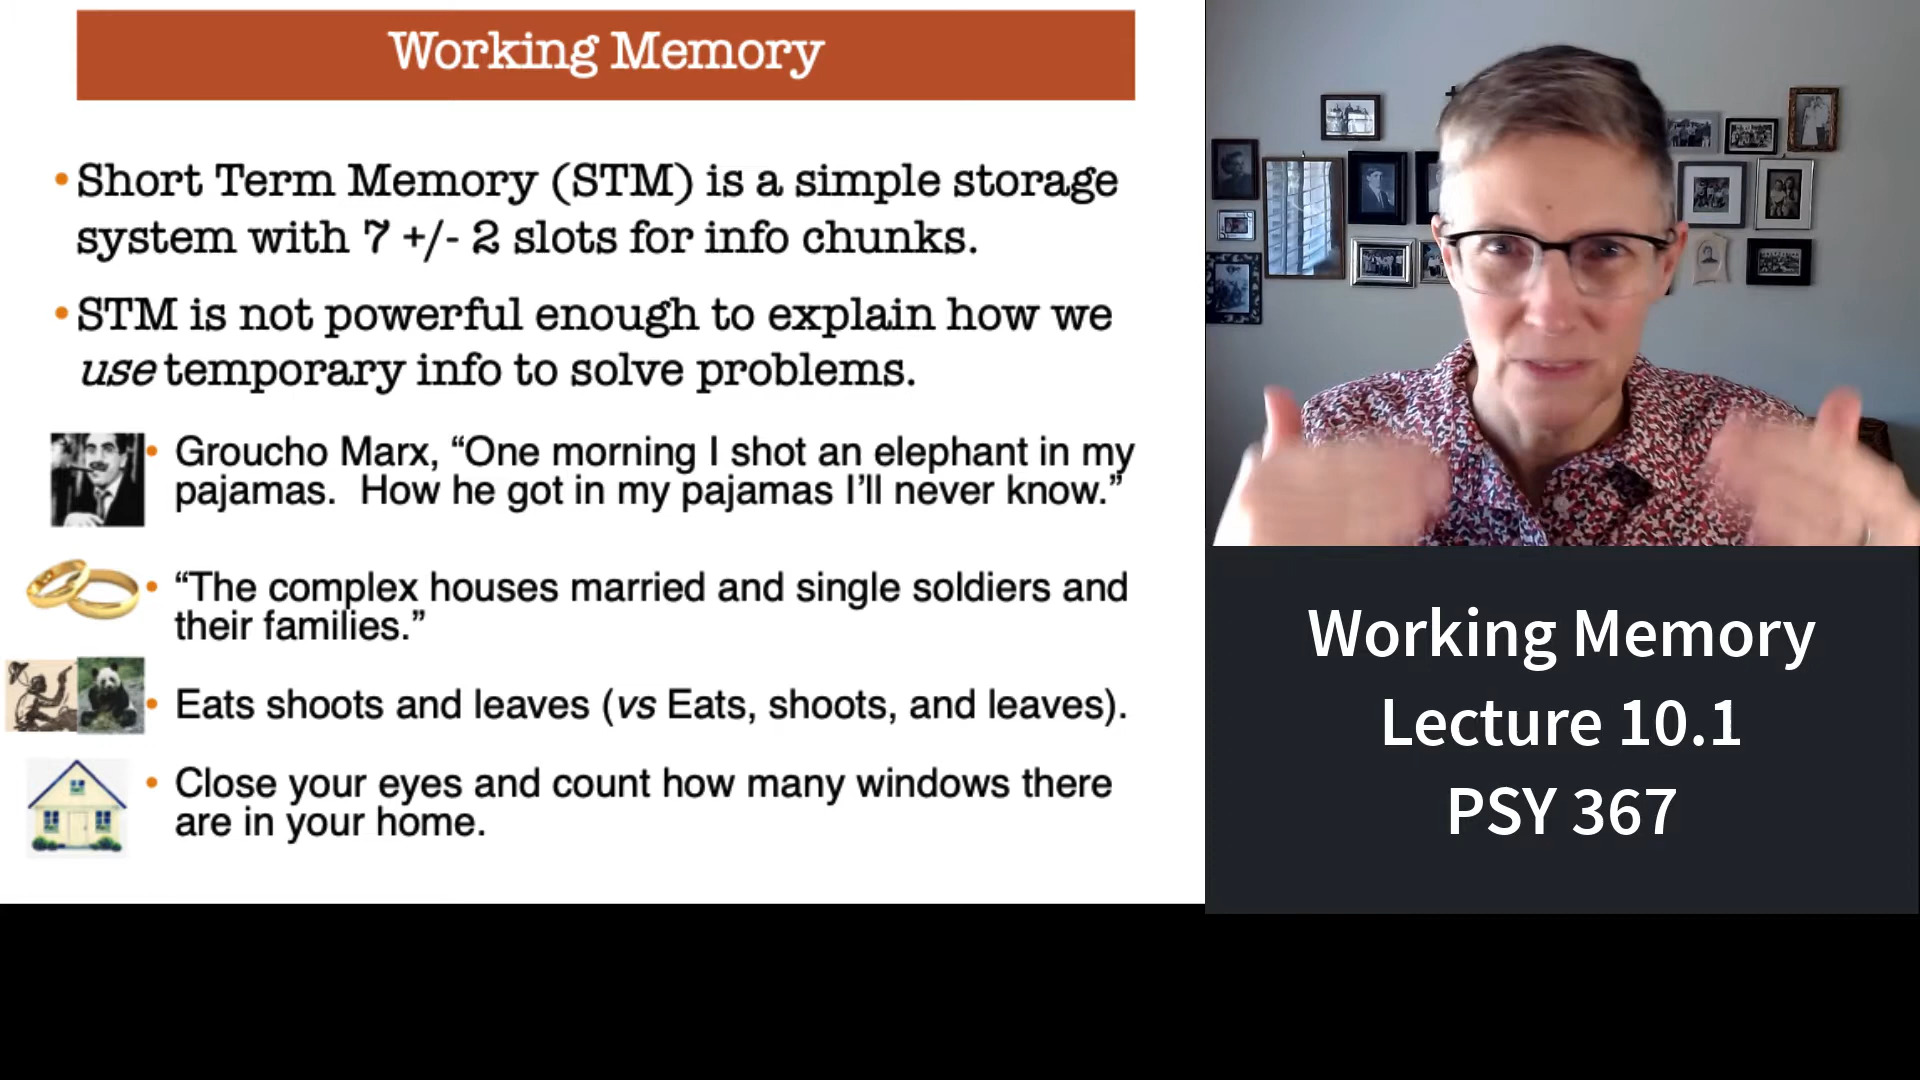 Working Memory
•Short Term Memory (STM) is a simple storage
system with 7 +/- 2 slots for info chunks.
•STM is not powerful enough to explain how we
use temporary info to solve problems.
• Groucho Marx, “One morning I shot an elephant in my
pajamas. How he got in my pajamas I’ll never know.”
• “The complex houses married and single soldiers and
their families.”
• Eats shoots and leaves (vs Eats, shoots, and leaves).
• Close your eyes and count how many windows there
are in your home.
Working Memory
Lecture 10.1
PSY 367